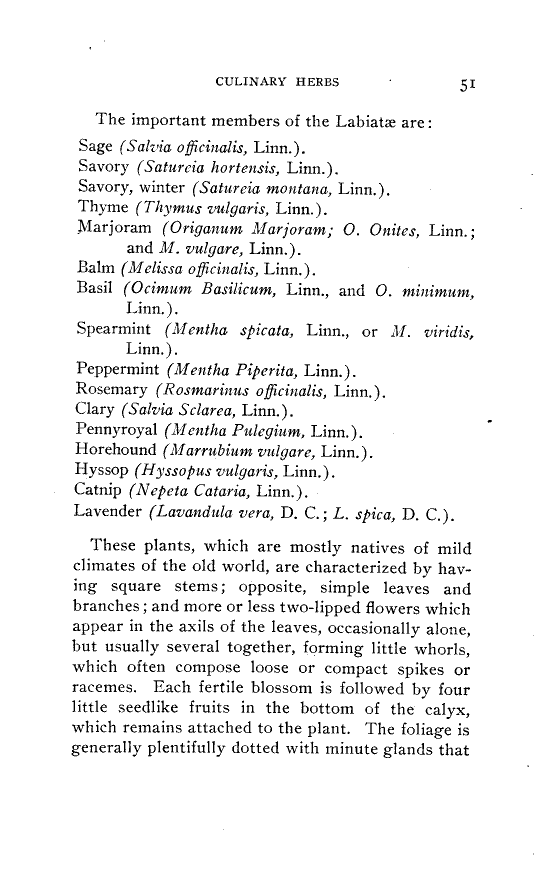 CULINARY HERBS 51
The important members of the Labiatæ are:
Sage (Salvia officinalis, Linn.).
Savory (Satureia hortensis, Linn.).
Savory, winter (Satureia montana, Linn.).
Thyme (Thymus vulgaris, Linn.).
Marjoram (Origanum Marjoram; O. Onites, Linn.;
and M. vulgare, Linn.).
Balm (Melissa officinalis, Linn.).
Basil (Ocimum Basilicum, Linn., and O. minimum,
Linn.).
Spearmint (Mentha spicata, Linn., or M. viridis,
Linn.).
Peppermint (Mentha Piperita, Linn.).
Rosemary (Rosmarinus officinalis, Linn.).
Clary (Salvia Sclarea, Linn.).
Pennyroyal (Mentha Pulegium, Linn.).
Horehound (Marrubium vulgare, Linn.).
Hyssop (Hyssopus vulgaris, Linn.).
Catnip (Nepeta Cataria, Linn.).
Lavender (Lavandula vera, D. C.; L. spica, D. C.).
These plants, which are mostly natives of mild
climates of the old world, are characterized by hav-
ing square stems; opposite, simple leaves and
branches; and more or less two-lipped flowers which
appear in the axils of the leaves, occasionally alone,
but usually several together, forming little whorls,
which often compose loose or compact spikes or
racemes. Each fertile blossom is followed by four
little seedlike fruits in the bottom of the calyx,
which remains attached to the plant. The foliage is
generally plentifully dotted with minute glands that